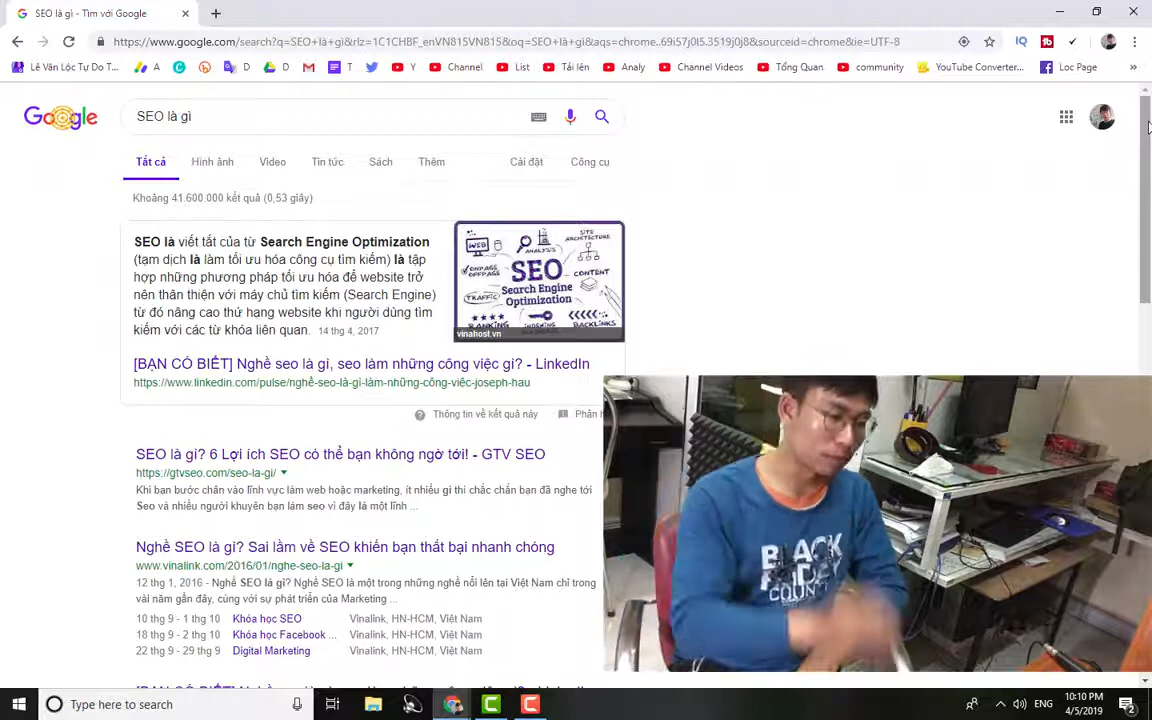 SEO là gì - Tìm với Google
https://www.google.com/search?q=SEO+là+gì&rlz=1C1CHBF_enVN815VN815&oq=SEO+là+gì&aqs=chrome..69i57j0l5.3519j0j8&sourceid=chrome&ie=UTF-8
Lê Văn Lộc Tự Do T... A D D T Y Channel List Tải lên Analy Channel Videos Tổng Quan community YouTube Converter... Loc Page
Google
SEO là gì
Tất cả Hình ảnh Video Tin tức Sách Thêm Cài đặt Công cụ
Khoảng 41.600.000 kết quả (0,53 giây)
SEO là viết tắt của từ Search Engine Optimization
(tạm dịch là làm tối ưu hóa công cụ tìm kiếm) là tập
hợp những phương pháp tối ưu hóa để website trở
nên thân thiện với máy chủ tìm kiếm (Search Engine)
từ đó nâng cao thứ hạng website khi người dùng tìm
kiếm với các từ khóa liên quan. 14 thg 4, 2017
WEB
ANALYSIS
SITE
ARCHITECTURE
ONPAGE
OFFPAGE
SEO
Search Engine
Optimization
CONTENT
TRAFFIC
RANKING
BACKLINKS
vinahost.vn
[BẠN CÓ BIẾT] Nghề seo là gì, seo làm những công việc gì? - LinkedIn
https://www.linkedin.com/pulse/nghề-seo-là-gì-làm-những-công-việc-joseph-hau
Thông tin về kết quả này Phản h
SEO là gì? 6 Lợi ích SEO có thể bạn không ngờ tới! - GTV SEO
https://gtvseo.com/seo-la-gi/
Khi bạn bước chân vào lĩnh vực làm web hoặc marketing, ít nhiều gì thì chắc chắn bạn đã nghe tới
Seo và nhiều người khuyên bạn làm seo vì đây là một lĩnh ...
Nghề SEO là gì? Sai lầm về SEO khiến bạn thất bại nhanh chóng
www.vinalink.com/2016/01/nghe-seo-la-gi
12 thg 1, 2016 - Nghề SEO là gì? Nghề SEO là một trong những nghề nổi lên tại Việt Nam chỉ trong
vài năm gần đây, cùng với sự phát triển của Marketing ...
10 thg 9 - 1 thg 10 Khóa học SEO Vinalink, HN-HCM, Việt Nam
18 thg 9 - 2 thg 10 Khóa học Facebook ... Vinalink, HN-HCM, Việt Nam
22 thg 9 - 29 thg 9 Digital Marketing Vinalink, HN-HCM, Việt Nam
BLACK
FRIDAY
COUNT
Type here to search
ENG
10:10 PM
4/5/2019
2